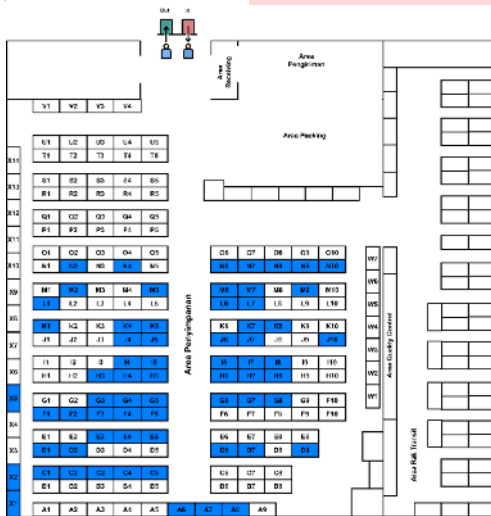 Out In
Area Receiving
Area Pengiriman
Area Packing
V1 V2 V3 V4
U1 U2 U3 U4 U5
T1 T2 T3 T4 T5
S1 S2 S3 S4 S5
R1 R2 R3 R4 R5
Q1 Q2 Q3 Q4 Q5
P1 P2 P3 P4 P5
O1 O2 O3 O4 O5 O6 O7 O8 O9 O10
N1 N2 N3 N4 N5 N6 N7 N8 N9 N10
M1 M2 M3 M4 M5 M6 M7 M8 M9 M10
L1 L2 L3 L4 L5 L6 L7 L8 L9 L10
K1 K2 K3 K4 K5 K6 K7 K8 K9 K10
J1 J2 J3 J4 J5 J6 J7 J8 J9 J10
I1 I2 I3 I4 I5 I6 I7 I8 I9 I10
H1 H2 H3 H4 H5 H6 H7 H8 H9 H10
G1 G2 G3 G4 G5 G6 G7 G8 G9 F10
F1 F2 F3 F4 F5 F6 F7 F8 F9 F10
E1 E2 E3 E4 E5 E6 E7 E8 E9
D1 D2 D3 D4 D5 D6 D7 D8 D9
C1 C2 C3 C4 C5 C6 C7 C8
B1 B2 B3 B4 B5 D6 D7 D8
A1 A2 A3 A4 A5 A6 A7 A8 A9
X14
X13
X12
X11
X10
X9
X8
X7
X6
X5
X4
X3
X2
X1
Area Penyimpanan
W7
W6
W5
W4
W3
W2
W1
Area Quality Control
Area Rak Transit